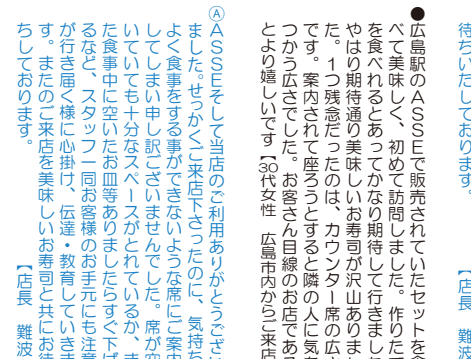 待ちいたしております。
【店長　難波
●広島駅のASSEで販売されていたセットを
べて美味しく、初めて訪問しました。作りた
を食べれるとあってかなり期待して行きまし
やはり期待通り美味しいお寿司が沢山ありま
た。1つ残念だったのは、カウンター席の広
です。案内されて座ろうとすると隣の人に気
つかう広さでした。お客さん目線のお店であ
とより嬉しいです【30代女性　広島市内からご来店
ⒶASSEそして当店のご利用ありがとうござ
ました。せっかくご来店下さったのに、気持ち
よく食事をする事ができないような席にご案内
してしまい申し訳ございませんでした。席が空
いていても十分なスペースがとれているか、ま
た食事中に空いたお皿等ありましたらすぐ下げ
るなど、スタッフ一同お客様のお手元にも注意
が行き届く様に心掛け、伝達・教育していきま
す。またのご来店を美味しいお寿司と共にお待
ちしております。
【店長　難波